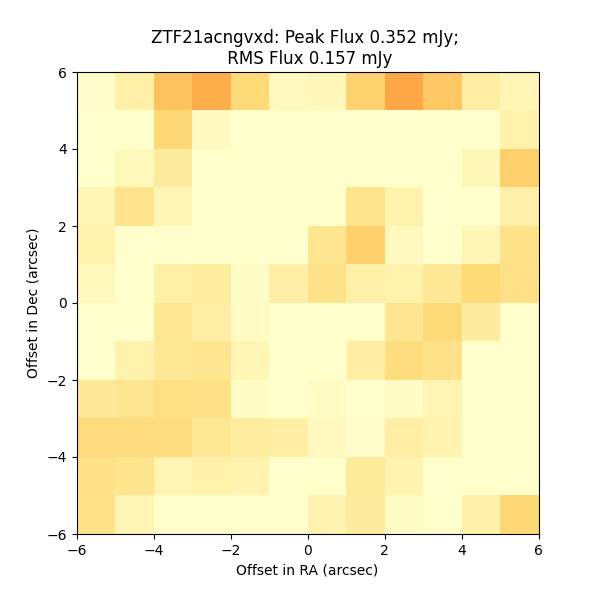 ZTF21acngvxd: Peak Flux 0.352 mJy;
RMS Flux 0.157 mJy
6
4
2
0
−2
−4
−6
Offset in Dec (arcsec)
−6 −4 −2 0 2 4 6
Offset in RA (arcsec)